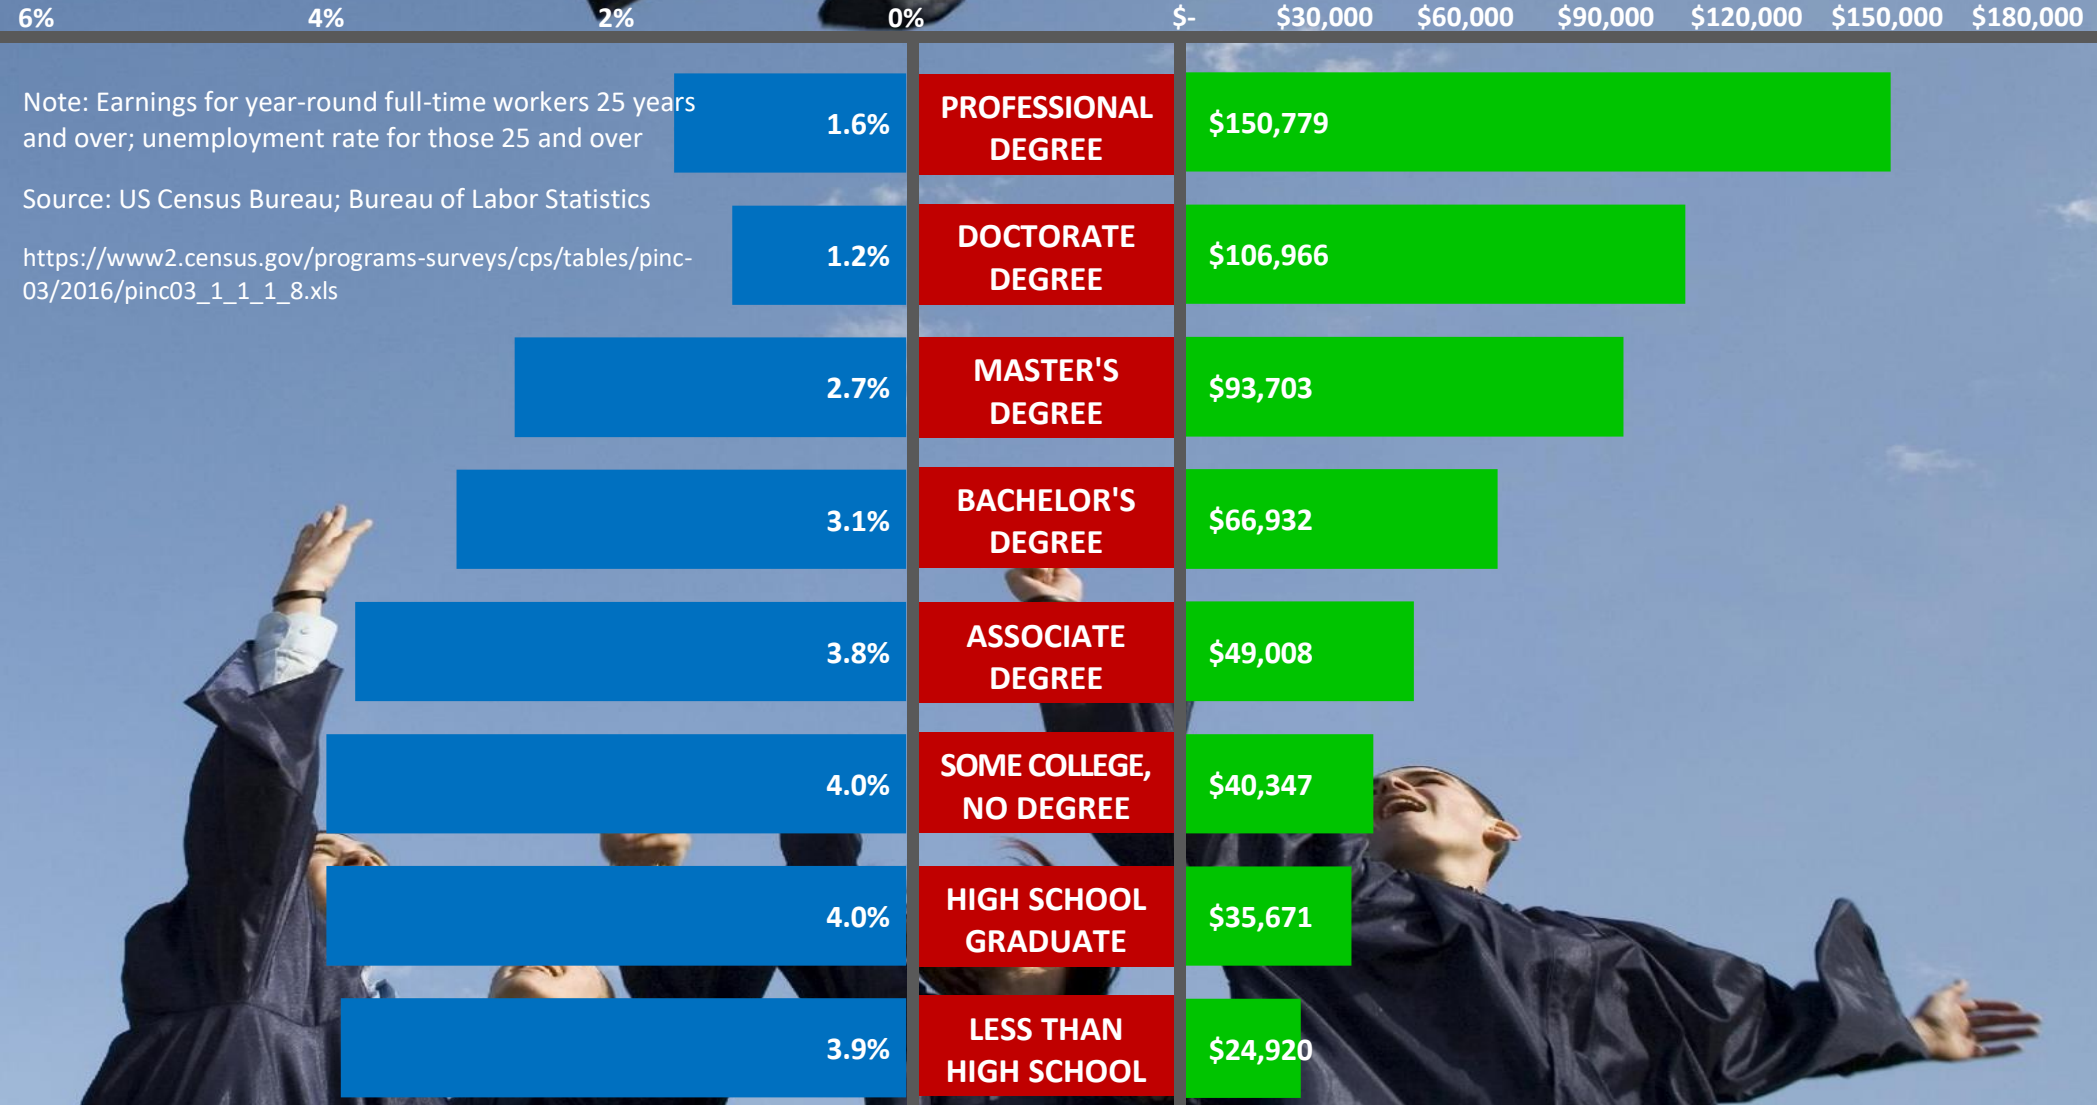 6% 4% 2% 0% $- $30,000 $60,000 $90,000 $120,000 $150,000 $180,000
Note: Earnings for year-round full-time workers 25 years
and over; unemployment rate for those 25 and over
Source: US Census Bureau; Bureau of Labor Statistics
https://www2.census.gov/programs-surveys/cps/tables/pinc-
03/2016/pinc03_1_1_1_8.xls
1.6%
PROFESSIONAL
DEGREE
$150,779
1.2%
DOCTORATE
DEGREE
$106,966
2.7%
MASTER'S
DEGREE
$93,703
3.1%
BACHELOR'S
DEGREE
$66,932
3.8%
ASSOCIATE
DEGREE
$49,008
4.0%
SOME COLLEGE,
NO DEGREE
$40,347
4.0%
HIGH SCHOOL
GRADUATE
$35,671
3.9%
LESS THAN
HIGH SCHOOL
$24,920